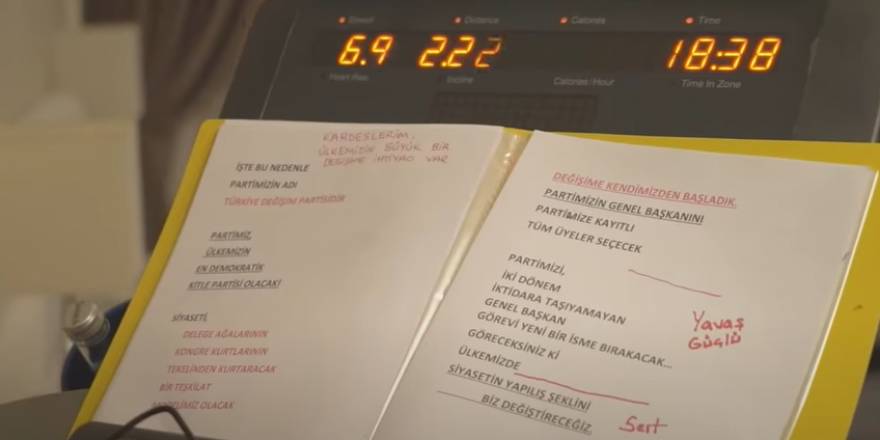 Speed Distance Calories Time
6.9 2.22 18:38
Heart Rate Incline Calories/Hour Time In Zone
KARDEŞLERİM,
ÜLKEMİZİN BÜYÜK BİR
DEĞİŞİME İHTİYACI VAR
İŞTE BU NEDENLE
PARTİMİZİN ADI
TÜRKİYE DEĞİŞİM PARTİSİDİR
PARTİMİZ,
ÜLKEMİZİN
EN DEMOKRATİK
KİTLE PARTİSİ OLACAK!
SİYASETİ,
DELEGE AĞALARININ
KONGRE KURTLARININ
TEKELİNDEN KURTARACAK
BİR TEŞKİLAT
MODELİMİZ OLACAK
DEĞİŞİME KENDİMİZDEN BAŞLADIK.
PARTİMİZİN GENEL BAŞKANINI
PARTİMİZE KAYITLI
TÜM ÜYELER SEÇECEK
PARTİMİZİ,
İKİ DÖNEM
İKTİDARA TAŞIYAMAYAN
GENEL BAŞKAN
GÖREVİ YENİ BİR İSME BIRAKACAK...
GÖRECEKSİNİZ Kİ
ÜLKEMİZDE
SİYASETİN YAPILIŞ ŞEKLİNİ
BİZ DEĞİŞTİRECEĞİZ.
Yavaş
Güçlü
Sert